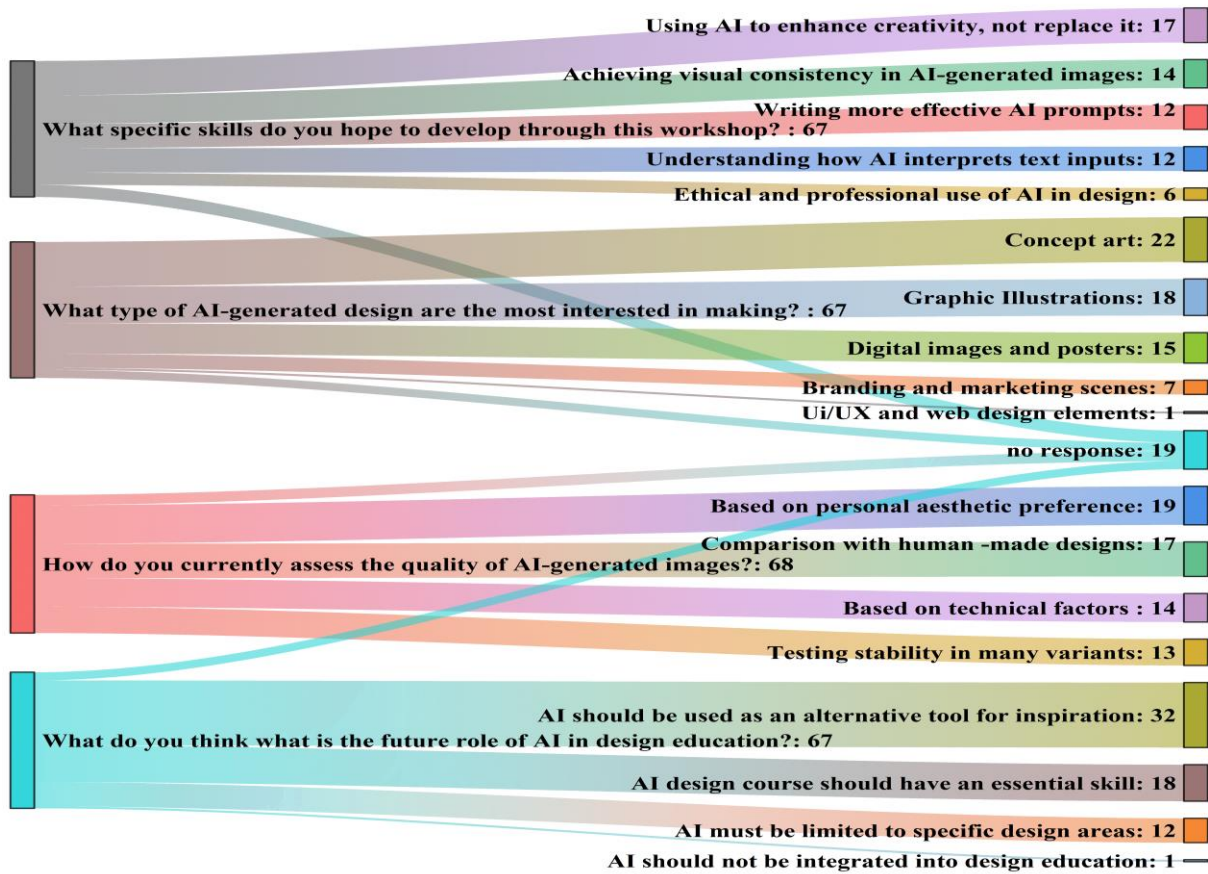 Using AI to enhance creativity, not replace it: 17
Achieving visual consistency in AI-generated images: 14
Writing more effective AI prompts: 12
What specific skills do you hope to develop through this workshop? : 67
Understanding how AI interprets text inputs: 12
Ethical and professional use of AI in design: 6
Concept art: 22
Graphic Illustrations: 18
What type of AI-generated design are the most interested in making? : 67
Digital images and posters: 15
Branding and marketing scenes: 7
Ui/UX and web design elements: 1
no response: 19
Based on personal aesthetic preference: 19
Comparison with human -made designs: 17
How do you currently assess the quality of AI-generated images?: 68
Based on technical factors : 14
Testing stability in many variants: 13
AI should be used as an alternative tool for inspiration: 32
What do you think what is the future role of AI in design education?: 67
AI design course should have an essential skill: 18
AI must be limited to specific design areas: 12
AI should not be integrated into design education: 1